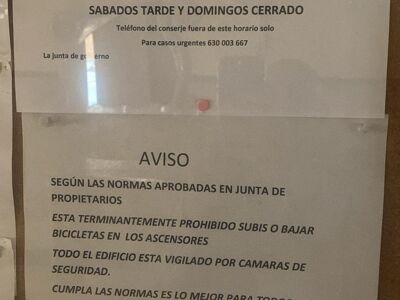 SABADOS TARDE Y DOMINGOS CERRADO
Teléfono del conserje fuera de este horario solo
Para casos urgentes 630 003 667
La junta de gobierno
AVISO
SEGÚN LAS NORMAS APROBADAS EN JUNTA DE
PROPIETARIOS
ESTA TERMINANTEMENTE PROHIBIDO SUBIS O BAJAR
BICICLETAS EN LOS ASCENSORES
TODO EL EDIFICIO ESTA VIGILADO POR CAMARAS DE
SEGURIDAD.
CUMPLA LAS NORMAS ES LO MEJOR PARA TODOS